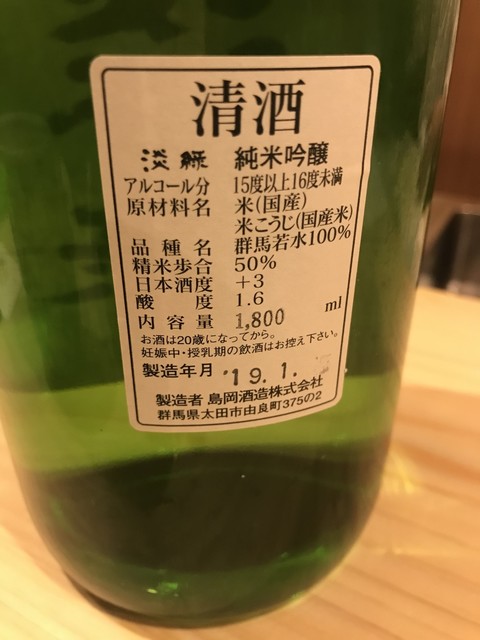 清酒
淡緑 純米吟醸
アルコール分 15度以上16度未満
原材料名 米(国産)
米こうじ(国産米)
品種名 群馬若水100%
精米歩合 50%
日本酒度 +3
酸度 1.6
内容量 1,800 ml
お酒は20歳になってから。
妊娠中・授乳期の飲酒はお控え下さい。
製造年月 '19.1.
製造者 島岡酒造株式会社
群馬県太田市由良町375の2